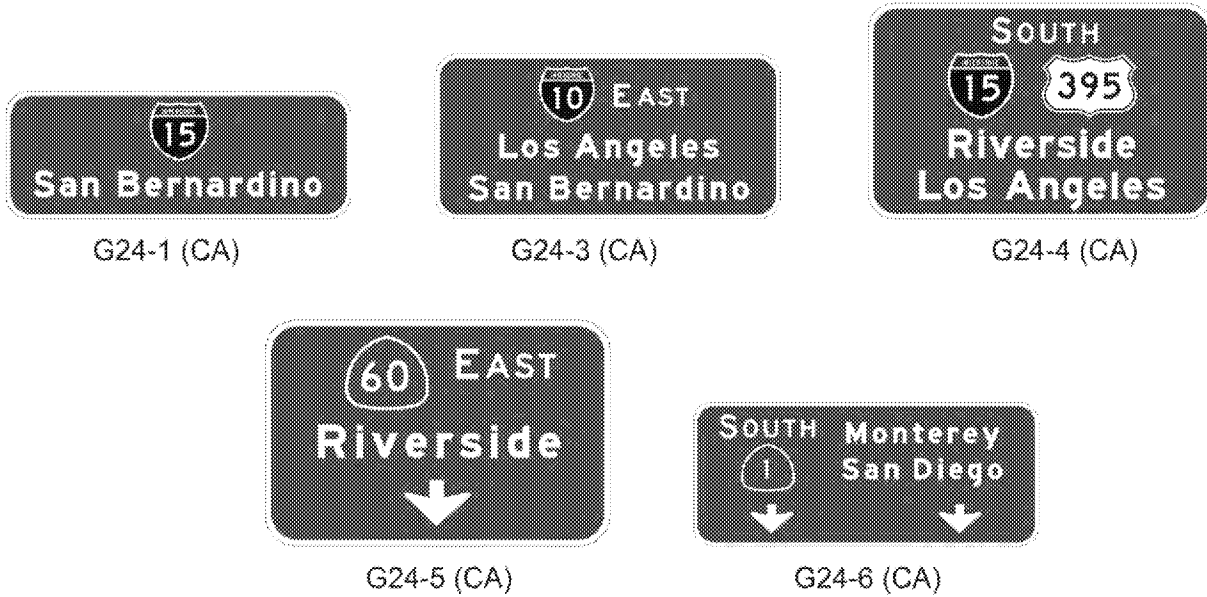 15
San Bernardino
G24-1 (CA)
INTERSTATE
10 EAST
Los Angeles
San Bernardino
G24-3 (CA)
SOUTH
15 395
Riverside
Los Angeles
G24-4 (CA)
60 EAST
Riverside
G24-5 (CA)
SOUTH Monterey
1 San Diego
G24-6 (CA)